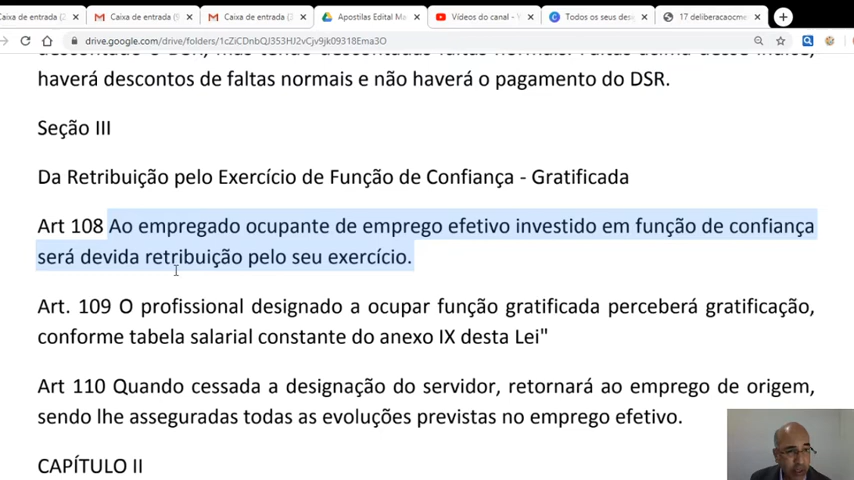 Caixa de entrada (
Caixa de entrada (
Caixa de entrada (
Apostilas Edital M
Vídeos do canal - Y
Todos os seus des
17 deliberacaocme
drive.google.com/drive/folders/1cZiCDnbQJ353HJ2vCjv9jk09318Ema3O
haverá descontos de faltas normais e não haverá o pagamento do DSR.
Seção III
Da Retribuição pelo Exercício de Função de Confiança - Gratificada
Art 108 Ao empregado ocupante de emprego efetivo investido em função de confiança
será devida retribuição pelo seu exercício.
Art. 109 O profissional designado a ocupar função gratificada perceberá gratificação,
conforme tabela salarial constante do anexo IX desta Lei"
Art 110 Quando cessada a designação do servidor, retornará ao emprego de origem,
sendo lhe asseguradas todas as evoluções previstas no emprego efetivo.
CAPÍTULO II